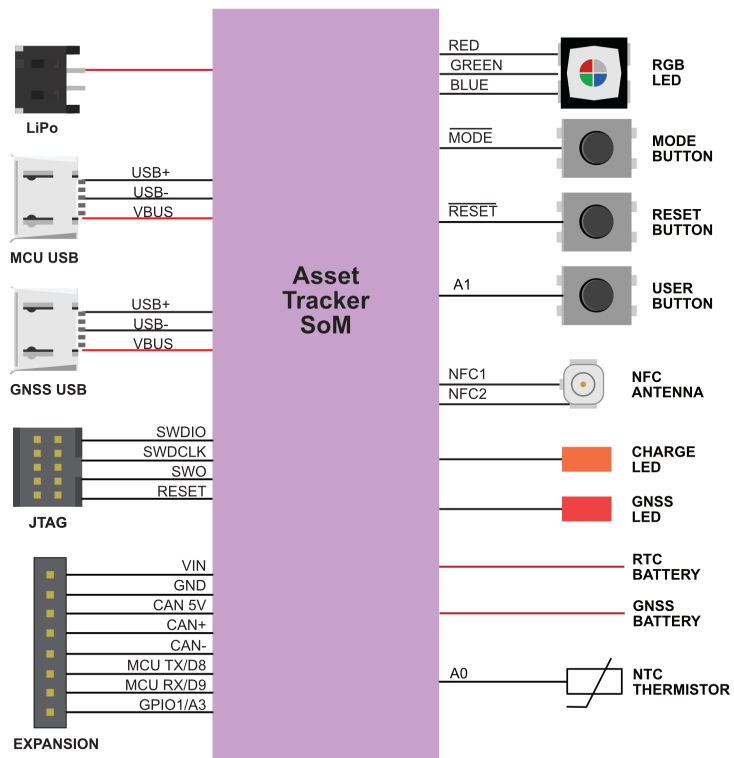 LiPo
USB+
USB-
VBUS
MCU USB
USB+
USB-
VBUS
GNSS USB
SWDIO
SWDCLK
SWO
RESET
JTAG
VIN
GND
CAN 5V
CAN+
CAN-
MCU TX/D8
MCU RX/D9
GPIO1/A3
EXPANSION
Asset
Tracker
SoM
RED
GREEN
BLUE
RGB
LED
MODE
MODE
BUTTON
RESET
RESET
BUTTON
A1
USER
BUTTON
NFC1
NFC2
NFC
ANTENNA
CHARGE
LED
GNSS
LED
RTC
BATTERY
GNSS
BATTERY
A0
NTC
THERMISTOR